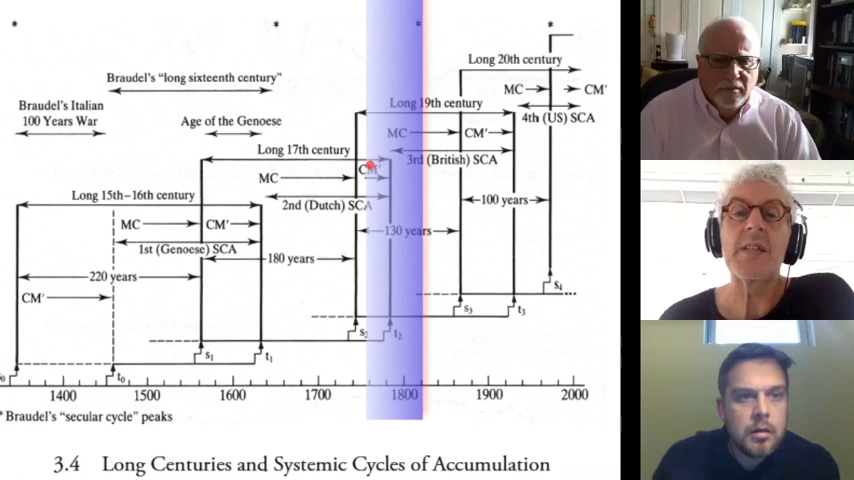 * * * *
Long 20th century
Braudel's "long sixteenth century"
MC CM'
Braudel's Italian
100 Years War
Long 19th century
Age of the Genoese
4th (US) SCA
MC CM'
Long 17th century
3rd (British) SCA
CM'
MC
Long 15th–16th century
100 years
2nd (Dutch) SCA
MC CM'
130 years
1st (Genoese) SCA
180 years
220 years
CM'
s4
s3 t3
s2 t2
s1 t1
t0
1400 1500 1600 1700 1800 1900 2000
* Braudel's "secular cycle" peaks
3.4 Long Centuries and Systemic Cycles of Accumulation